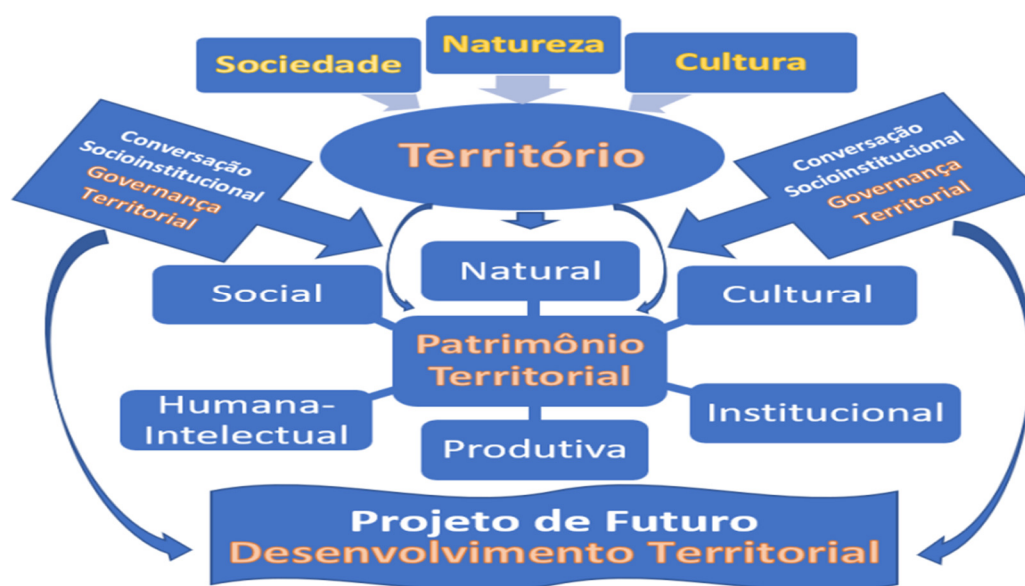 Sociedade
Natureza
Cultura
Território
Conversação
Socioinstitucional
Governança
Territorial
Conversação
Socioinstitucional
Governança
Territorial
Social
Natural
Cultural
Patrimônio
Territorial
Humana-
Intelectual
Produtiva
Institucional
Projeto de Futuro
Desenvolvimento Territorial